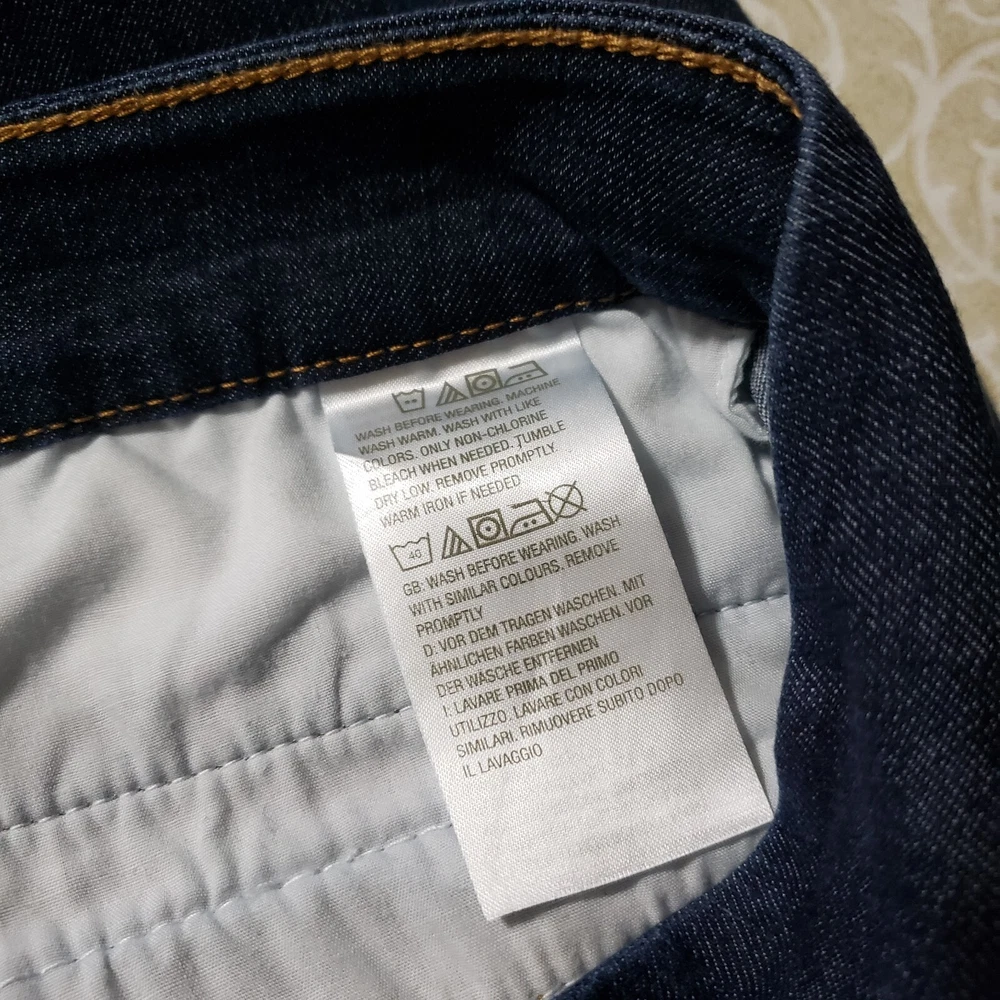 WASH BEFORE WEARING. MACHINE
WASH WARM. WASH WITH LIKE
COLORS. ONLY NON-CHLORINE
BLEACH WHEN NEEDED. TUMBLE
DRY LOW. REMOVE PROMPTLY.
WARM IRON IF NEEDED
40
GB: WASH BEFORE WEARING. WASH
WITH SIMILAR COLOURS. REMOVE
PROMPTLY
D: VOR DEM TRAGEN WASCHEN. MIT
ÄHNLICHEN FARBEN WASCHEN. VOR
DER WASCHE ENTFERNEN
I: LAVARE PRIMA DEL PRIMO
UTILIZZO. LAVARE CON COLORI
SIMILARI. RIMUOVERE SUBITO DOPO
IL LAVAGGIO